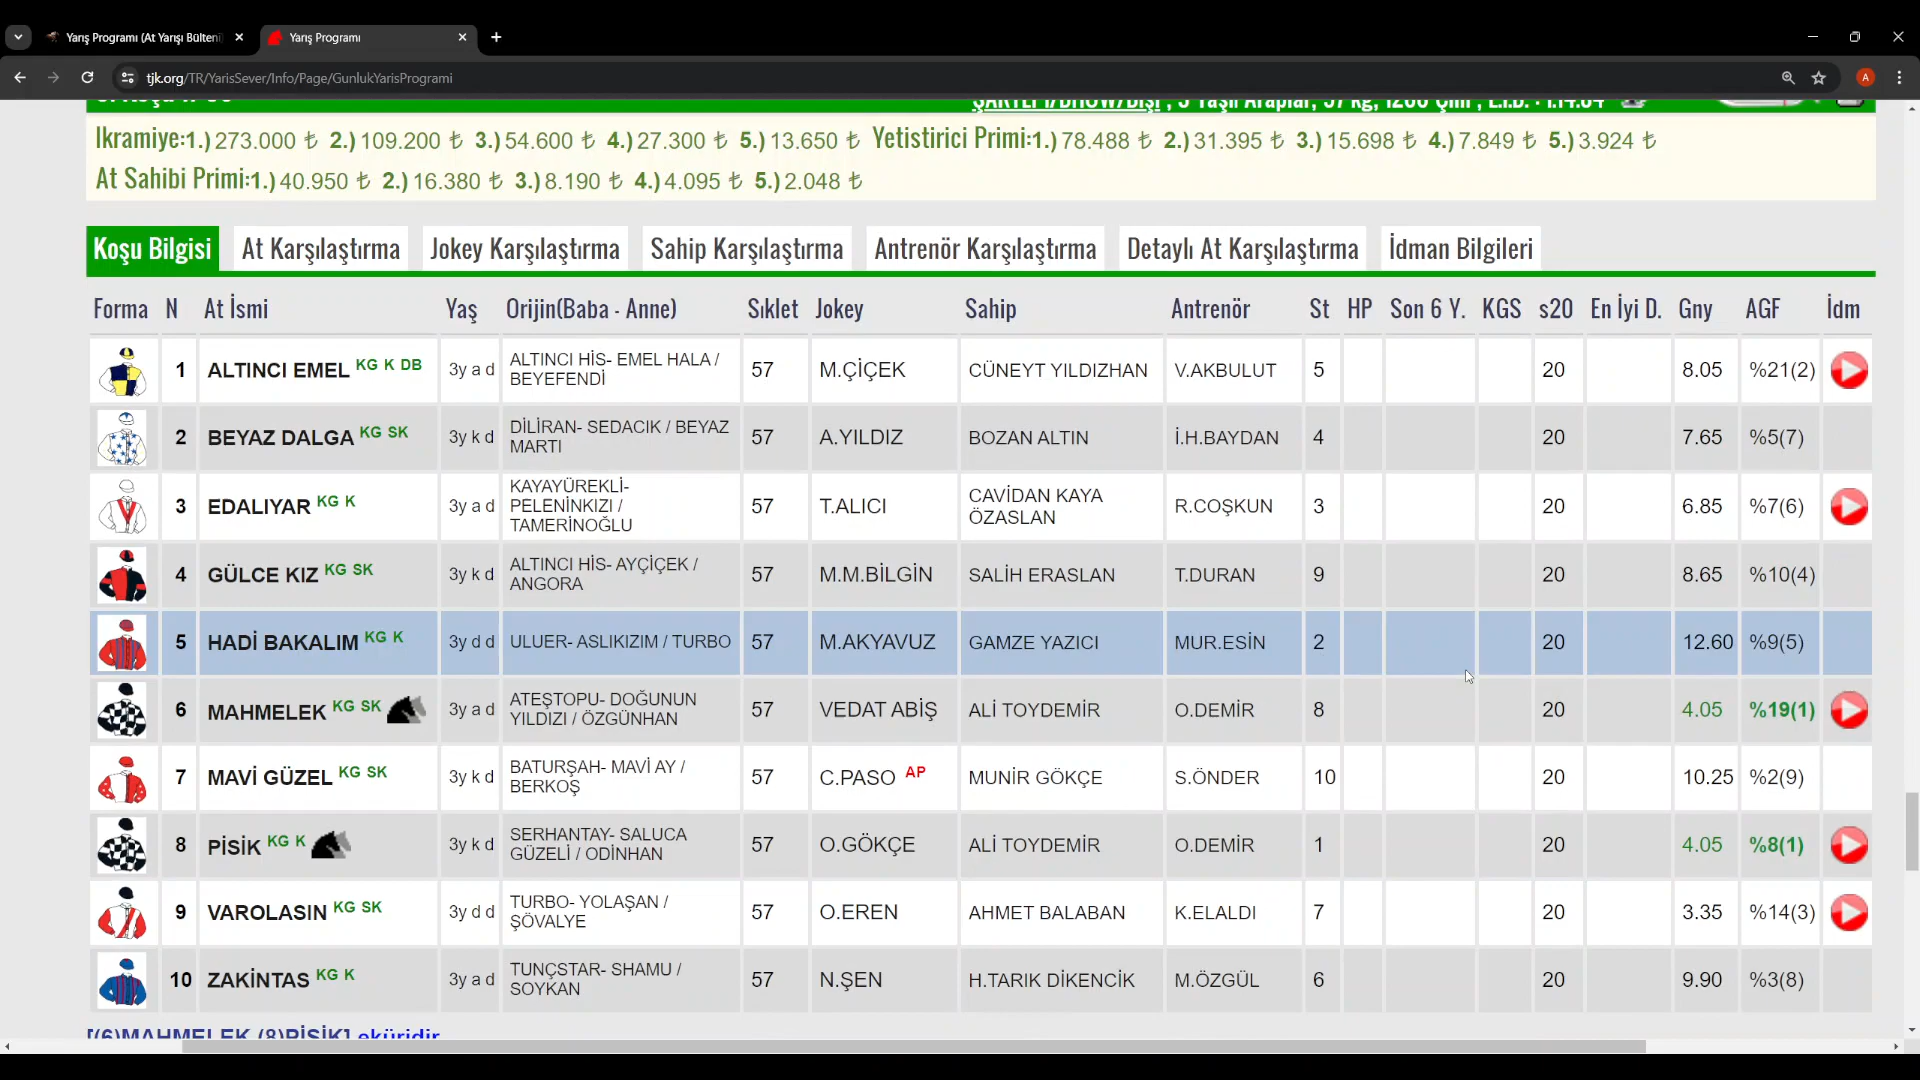 Yarış Programı (At Yarışı Bülteni
Yarış Programı
tjk.org/TR/YarisSever/Info/Page/GunlukYarisProgrami
A
Ikramiye:1.) 273.000 ₺ 2.) 109.200 ₺ 3.) 54.600 ₺ 4.) 27.300 ₺ 5.) 13.650 ₺ Yetistirici Primi:1.) 78.488 ₺ 2.) 31.395 ₺ 3.) 15.698 ₺ 4.) 7.849 ₺ 5.) 3.924 ₺
At Sahibi Primi:1.) 40.950 ₺ 2.) 16.380 ₺ 3.) 8.190 ₺ 4.) 4.095 ₺ 5.) 2.048 ₺
Koşu Bilgisi At Karşılaştırma Jokey Karşılaştırma Sahip Karşılaştırma Antrenör Karşılaştırma Detaylı At Karşılaştırma İdman Bilgileri
Forma N At İsmi Yaş Orijin(Baba - Anne) Sıklet Jokey Sahip Antrenör St HP Son 6 Y. KGS s20 En İyi D. Gny AGF İdm
1 ALTINCI EMEL KG K DB 3y a d ALTINCI HİS- EMEL HALA / BEYEFENDİ 57 M.ÇİÇEK CÜNEYT YILDIZHAN V.AKBULUT 5 20 8.05 %21(2)
2 BEYAZ DALGA KG SK 3y k d DİLİRAN- SEDACIK / BEYAZ MARTI 57 A.YILDIZ BOZAN ALTIN İ.H.BAYDAN 4 20 7.65 %5(7)
3 EDALIYAR KG K 3y a d KAYAYÜREKLİ- PELENİNKIZI / TAMERİNOĞLU 57 T.ALICI CAVİDAN KAYA ÖZASLAN R.COŞKUN 3 20 6.85 %7(6)
4 GÜLCE KIZ KG SK 3y k d ALTINCI HİS- AYÇİÇEK / ANGORA 57 M.M.BİLGİN SALİH ERASLAN T.DURAN 9 20 8.65 %10(4)
5 HADİ BAKALIM KG K 3y d d ULUER- ASLIKIZIM / TURBO 57 M.AKYAVUZ GAMZE YAZICI MUR.ESİN 2 20 12.60 %9(5)
6 MAHMELEK KG SK 3y a d ATEŞTOPU- DOĞUNUN YILDIZI / ÖZGÜNHAN 57 VEDAT ABİŞ ALİ TOYDEMİR O.DEMİR 8 20 4.05 %19(1)
7 MAVİ GÜZEL KG SK 3y k d BATURŞAH- MAVİ AY / BERKOŞ 57 C.PASO AP MUNİR GÖKÇE S.ÖNDER 10 20 10.25 %2(9)
8 PİSİK KG K 3y k d SERHANTAY- SALUCA GÜZELİ / ODİNHAN 57 O.GÖKÇE ALİ TOYDEMİR O.DEMİR 1 20 4.05 %8(1)
9 VAROLASIN KG SK 3y d d TURBO- YOLAŞAN / ŞÖVALYE 57 O.EREN AHMET BALABAN K.ELALDI 7 20 3.35 %14(3)
10 ZAKİNTAS KG K 3y a d TUNÇSTAR- SHAMU / SOYKAN 57 N.ŞEN H.TARIK DİKENCİK M.ÖZGÜL 6 20 9.90 %3(8)
[(6)MAHMELEK,(8)PİSİK] eküridir